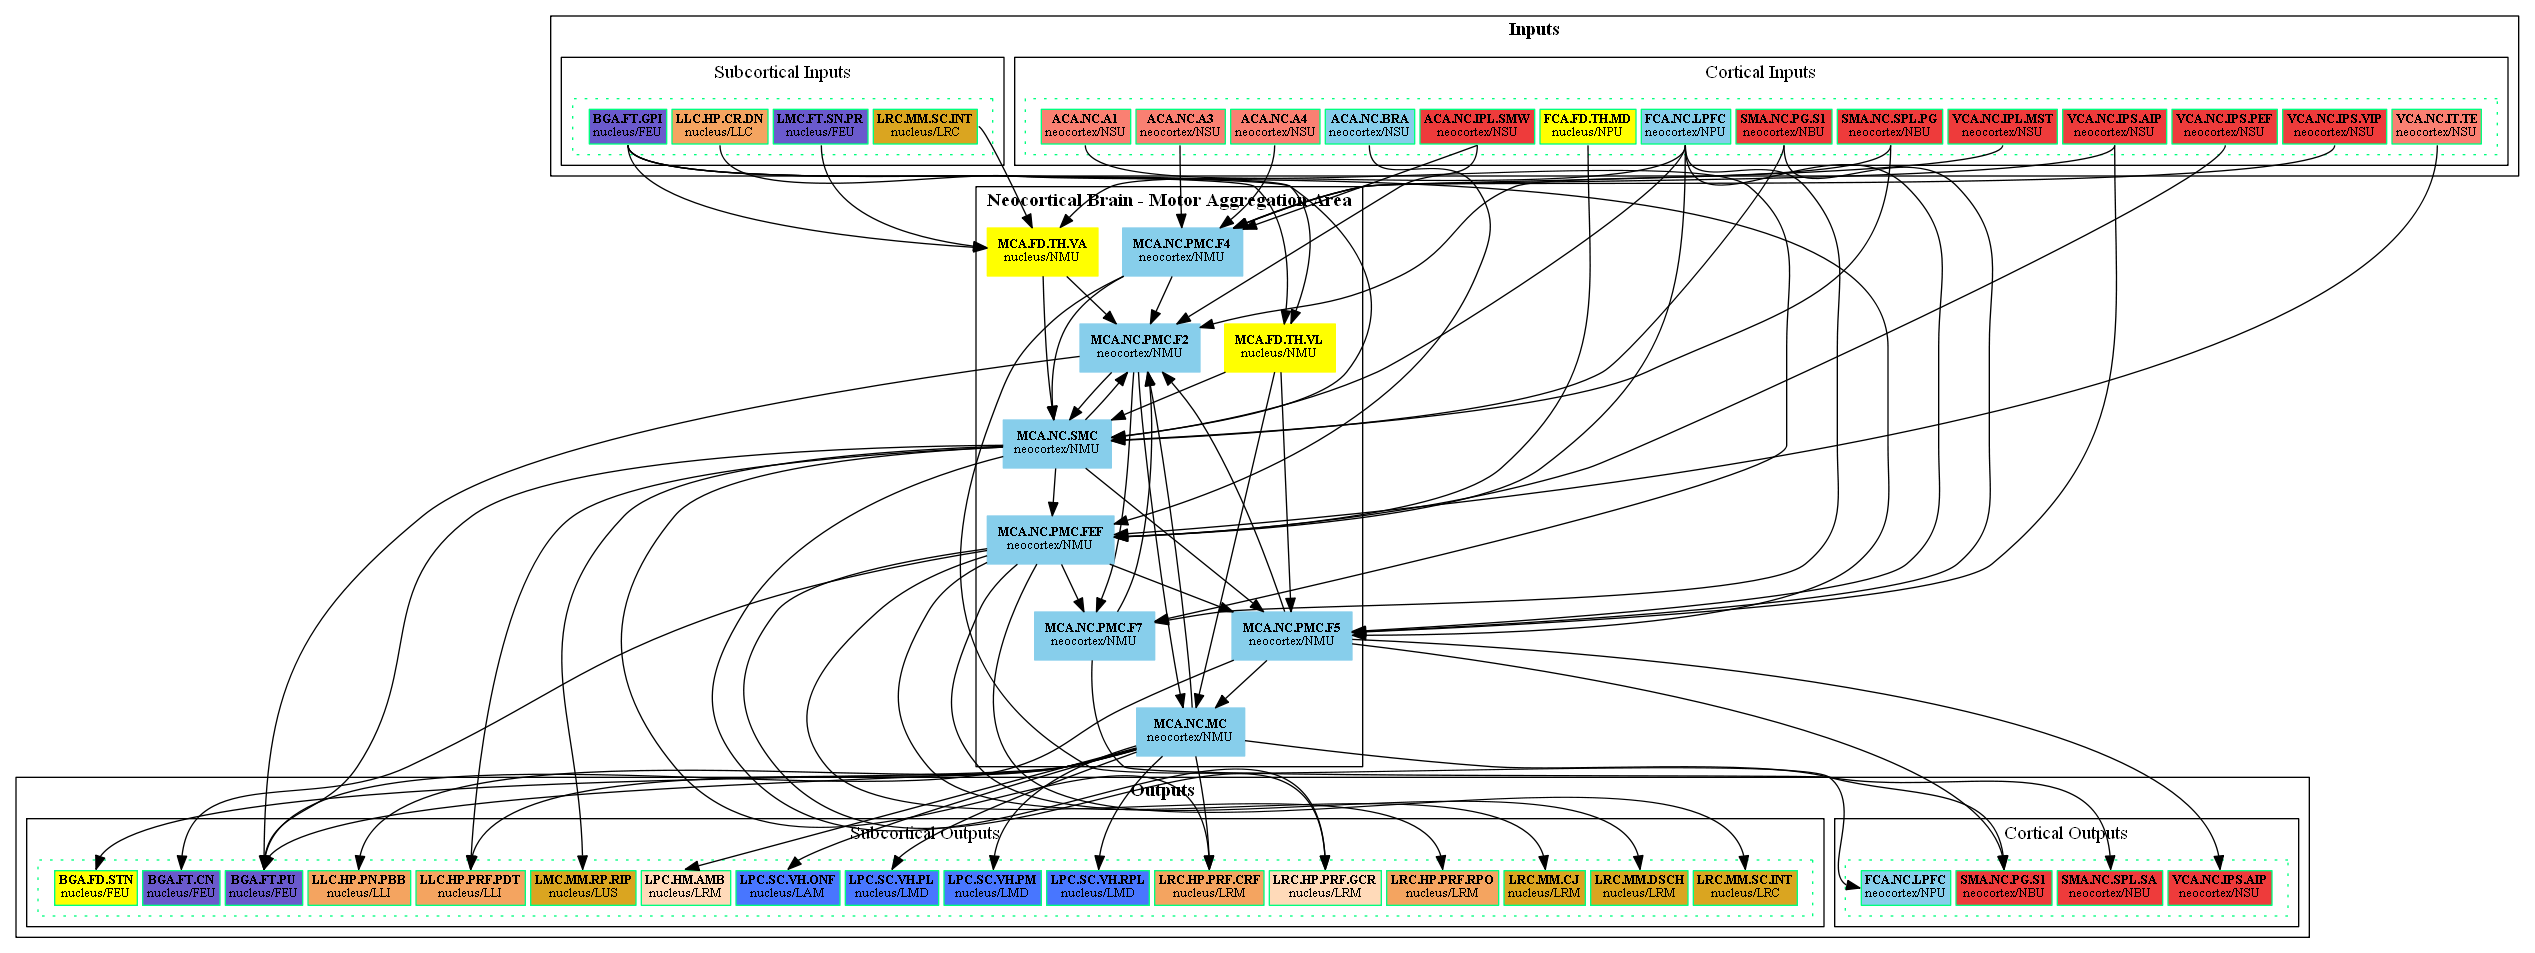 Inputs
Subcortical Inputs
Cortical Inputs
BGA.FT.GPI
nucleus/FEU
LLC.HP.CR.DN
nucleus/LLC
LMC.FT.SN.PR
nucleus/FEU
LRC.MM.SC.INT
nucleus/LRC
ACA.NC.A1
neocortex/NSU
ACA.NC.A3
neocortex/NSU
ACA.NC.A4
neocortex/NSU
ACA.NC.BRA
neocortex/NSU
ACA.NC.IPL.SMW
neocortex/NSU
FCA.FD.TH.MD
nucleus/NPU
FCA.NC.LPFC
neocortex/NPU
SMA.NC.PG.S1
neocortex/NBU
SMA.NC.SPL.PG
neocortex/NBU
VCA.NC.IPL.MST
neocortex/NSU
VCA.NC.IPS.AIP
neocortex/NSU
VCA.NC.IPS.PEF
neocortex/NSU
VCA.NC.IPS.VIP
neocortex/NSU
VCA.NC.IT.TE
neocortex/NSU
Neocortical Brain - Motor Aggregation Area
MCA.FD.TH.VA
nucleus/NMU
MCA.NC.PMC.F4
neocortex/NMU
MCA.NC.PMC.F2
neocortex/NMU
MCA.FD.TH.VL
nucleus/NMU
MCA.NC.SMC
neocortex/NMU
MCA.NC.PMC.FEF
neocortex/NMU
MCA.NC.PMC.F7
neocortex/NMU
MCA.NC.PMC.F5
neocortex/NMU
MCA.NC.MC
neocortex/NMU
Outputs
Subcortical Outputs
Cortical Outputs
BGA.FD.STN
nucleus/FEU
BGA.FT.CN
nucleus/FEU
BGA.FT.PU
nucleus/FEU
LLC.HP.PN.PBB
nucleus/LLI
LLC.HP.PRF.PDT
nucleus/LLI
LMC.MM.RP.RIP
nucleus/LUS
LPC.HM.AMB
nucleus/LRM
LPC.SC.VH.ONF
nucleus/LAM
LPC.SC.VH.PL
nucleus/LMD
LPC.SC.VH.PM
nucleus/LMD
LPC.SC.VH.RPL
nucleus/LMD
LRC.HP.PRF.CRF
nucleus/LRM
LRC.HP.PRF.GCR
nucleus/LRM
LRC.HP.PRF.RPO
nucleus/LRM
LRC.MM.CJ
nucleus/LRM
LRC.MM.DSCH
nucleus/LRM
LRC.MM.SC.INT
nucleus/LRC
FCA.NC.LPFC
neocortex/NPU
SMA.NC.PG.S1
neocortex/NBU
SMA.NC.SPL.SA
neocortex/NBU
VCA.NC.IPS.AIP
neocortex/NSU